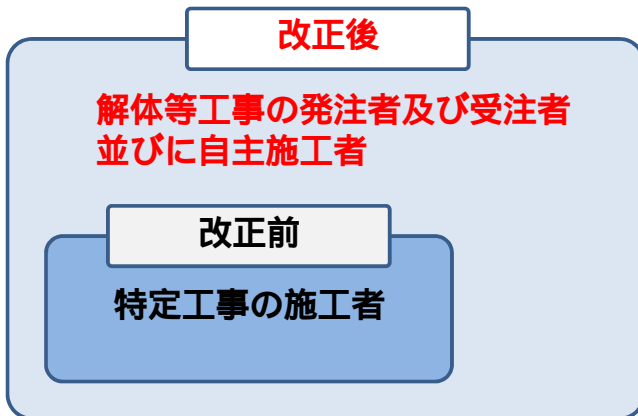 改正後
解体等工事の発注者及び受注者
並びに自主施工者
改正前
特定工事の施工者